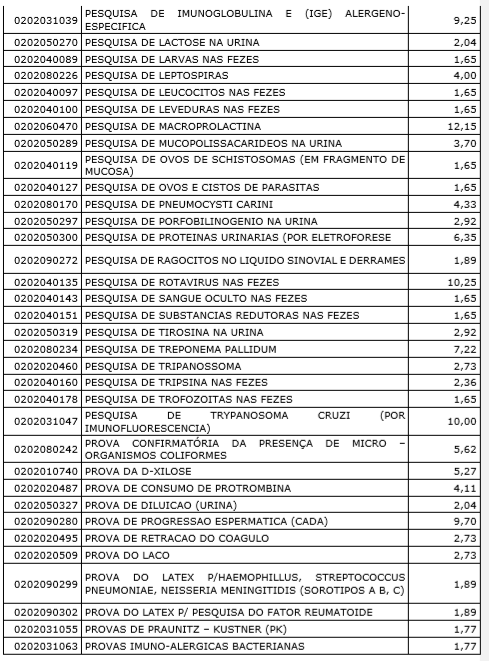 0202031039 PESQUISA DE IMUNOGLOBULINA E (IGE) ALERGENO- 9,25
ESPECIFICA
0202050270 PESQUISA DE LACTOSE NA URINA 2,04
0202040089 PESQUISA DE LARVAS NAS FEZES 1,65
0202080226 PESQUISA DE LEPTOSPIRAS 4,00
0202040097 PESQUISA DE LEUCOCITOS NAS FEZES 1,65
0202040100 PESQUISA DE LEVEDURAS NAS FEZES 1,65
0202060470 PESQUISA DE MACROPROLACTINA 12,15
0202050289 PESQUISA DE MUCOPOLISSACARIDEOS NA URINA 3,70
0202040119 PESQUISA DE OVOS DE SCHISTOSOMAS (EM FRAGMENTO DE 1,65
MUCOSA)
0202040127 PESQUISA DE OVOS E CISTOS DE PARASITAS 1,65
0202080170 PESQUISA DE PNEUMOCYSTI CARINI 4,33
0202050297 PESQUISA DE PORFOBILINOGENIO NA URINA 2,92
0202050300 PESQUISA DE PROTEINAS URINARIAS (POR ELETROFORESE 6,35
0202090272 PESQUISA DE RAGOCITOS NO LIQUIDO SINOVIAL E DERRAMES 1,89
0202040135 PESQUISA DE ROTAVIRUS NAS FEZES 10,25
0202040143 PESQUISA DE SANGUE OCULTO NAS FEZES 1,65
0202040151 PESQUISA DE SUBSTANCIAS REDUTORAS NAS FEZES 1,65
0202050319 PESQUISA DE TIROSINA NA URINA 2,92
0202080234 PESQUISA DE TREPONEMA PALLIDUM 7,22
0202020460 PESQUISA DE TRIPANOSSOMA 2,73
0202040160 PESQUISA DE TRIPSINA NAS FEZES 2,36
0202040178 PESQUISA DE TROFOZOITAS NAS FEZES 1,65
0202031047 PESQUISA DE TRYPANOSOMA CRUZI (POR 10,00
IMUNOFLUORESCENCIA)
0202080242 PROVA CONFIRMATÓRIA DA PRESENÇA DE MICRO – 5,62
ORGANISMOS COLIFORMES
0202010740 PROVA DA D-XILOSE 5,27
0202020487 PROVA DE CONSUMO DE PROTROMBINA 4,11
0202050327 PROVA DE DILUICAO (URINA) 2,04
0202090280 PROVA DE PROGRESSAO ESPERMATICA (CADA) 9,70
0202020495 PROVA DE RETRACAO DO COAGULO 2,73
0202020509 PROVA DO LACO 2,73
0202090299 PROVA DO LATEX P/HAEMOPHILLUS, STREPTOCOCCUS 1,89
PNEUMONIAE, NEISSERIA MENINGITIDIS (SOROTIPOS A B, C)
0202090302 PROVA DO LATEX P/ PESQUISA DO FATOR REUMATOIDE 1,89
0202031055 PROVAS DE PRAUNITZ – KUSTNER (PK) 1,77
0202031063 PROVAS IMUNO-ALERGICAS BACTERIANAS 1,77